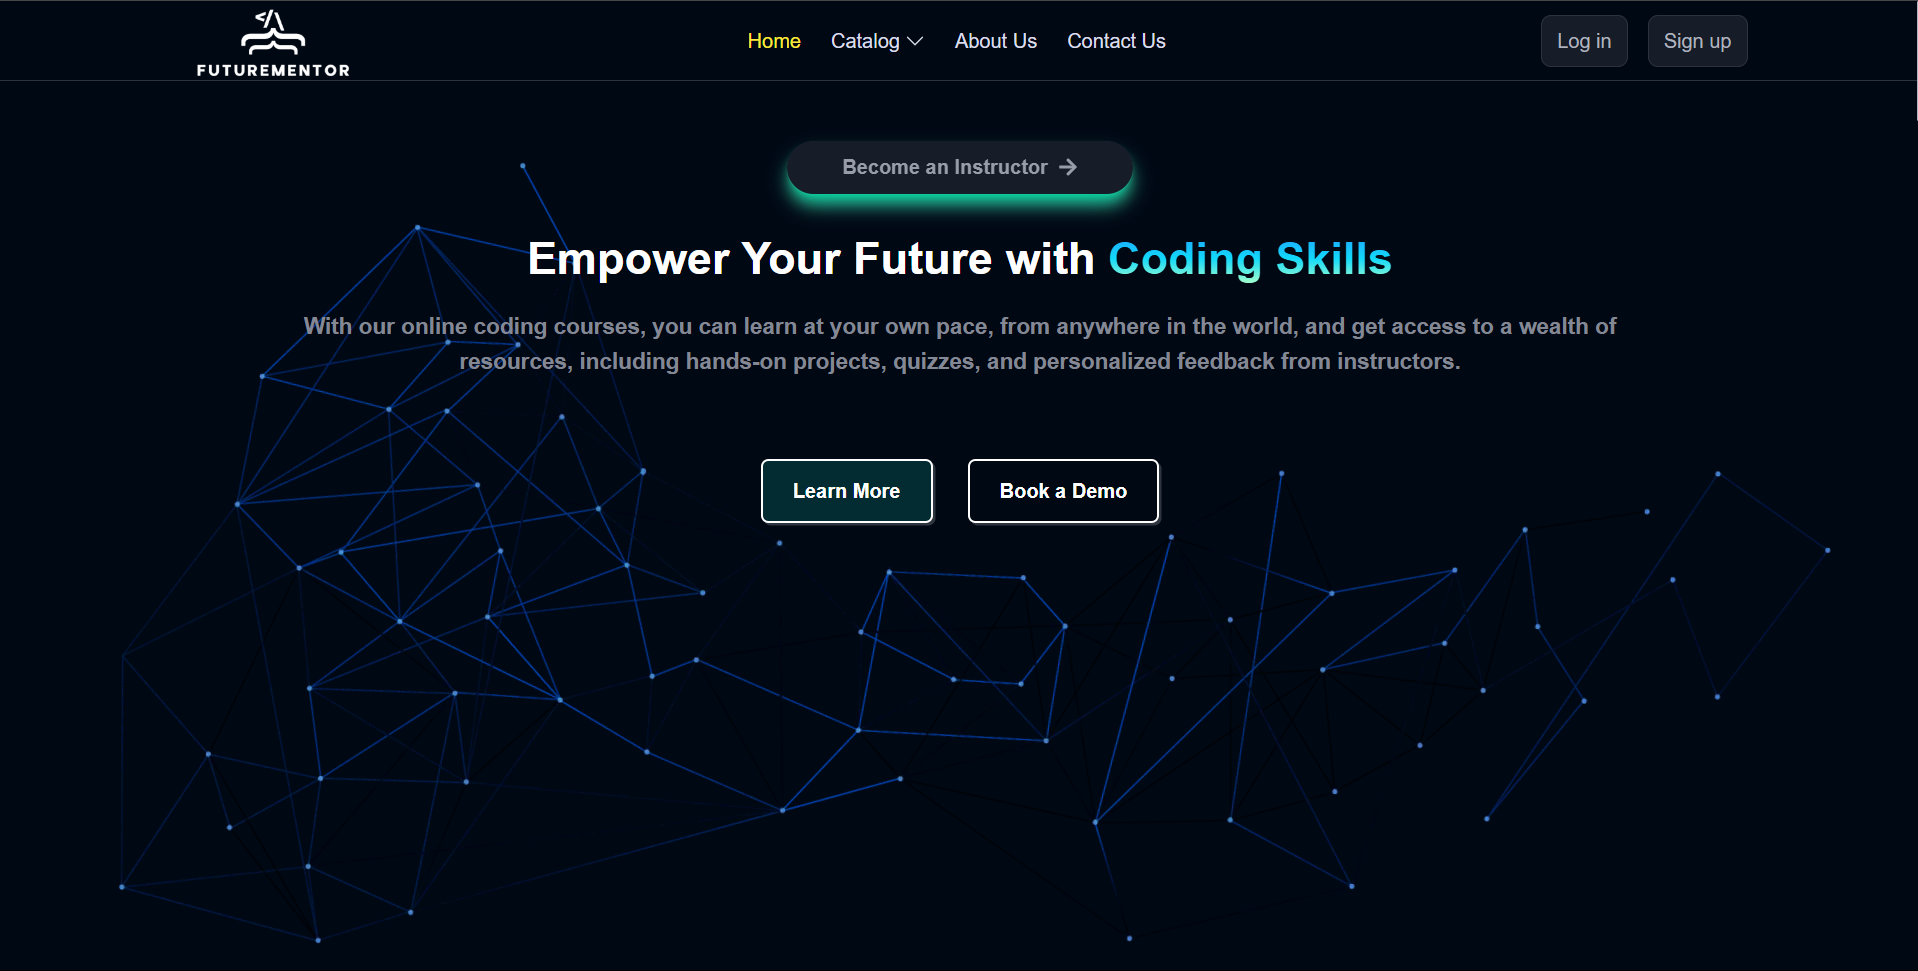 </>
FUTUREMENTOR
Home Catalog About Us Contact Us
Log in Sign up
Become an Instructor →
Empower Your Future with Coding Skills
With our online coding courses, you can learn at your own pace, from anywhere in the world, and get access to a wealth of
resources, including hands-on projects, quizzes, and personalized feedback from instructors.
Learn More Book a Demo